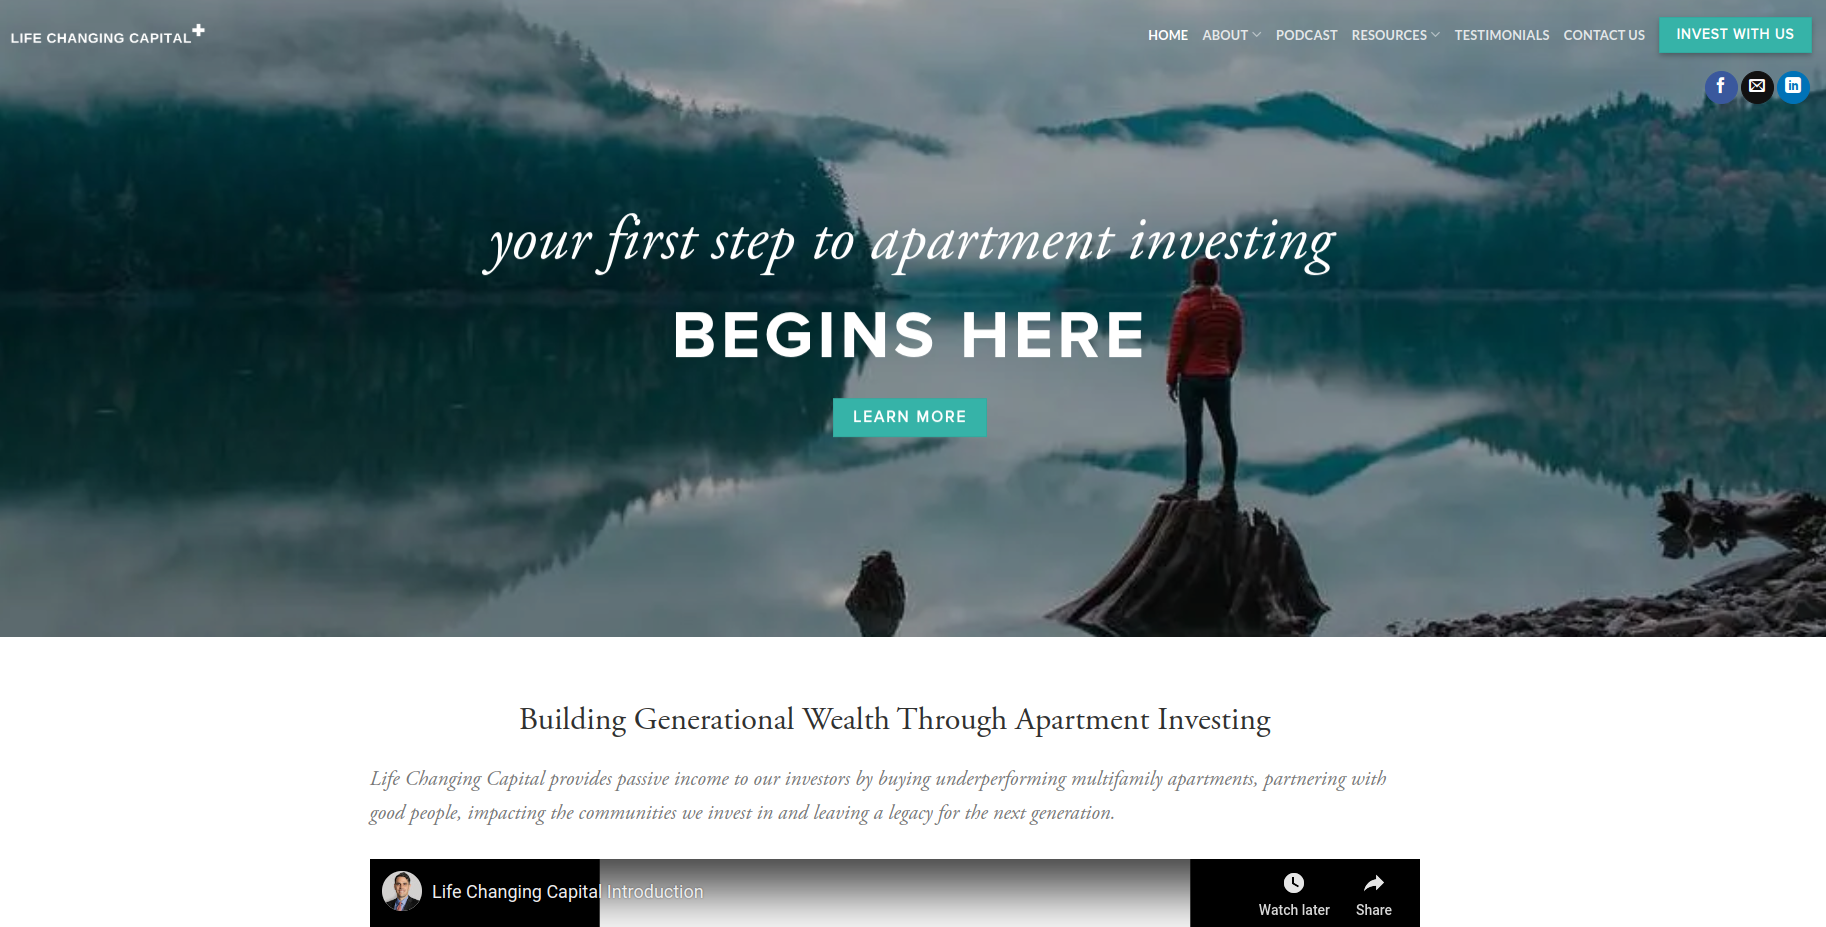 LIFE CHANGING CAPITAL+
HOME ABOUT PODCAST RESOURCES TESTIMONIALS CONTACT US INVEST WITH US
your first step to apartment investing
BEGINS HERE
LEARN MORE
Building Generational Wealth Through Apartment Investing
Life Changing Capital provides passive income to our investors by buying underperforming multifamily apartments, partnering with
good people, impacting the communities we invest in and leaving a legacy for the next generation.
Life Changing Capital Introduction
Watch later Share